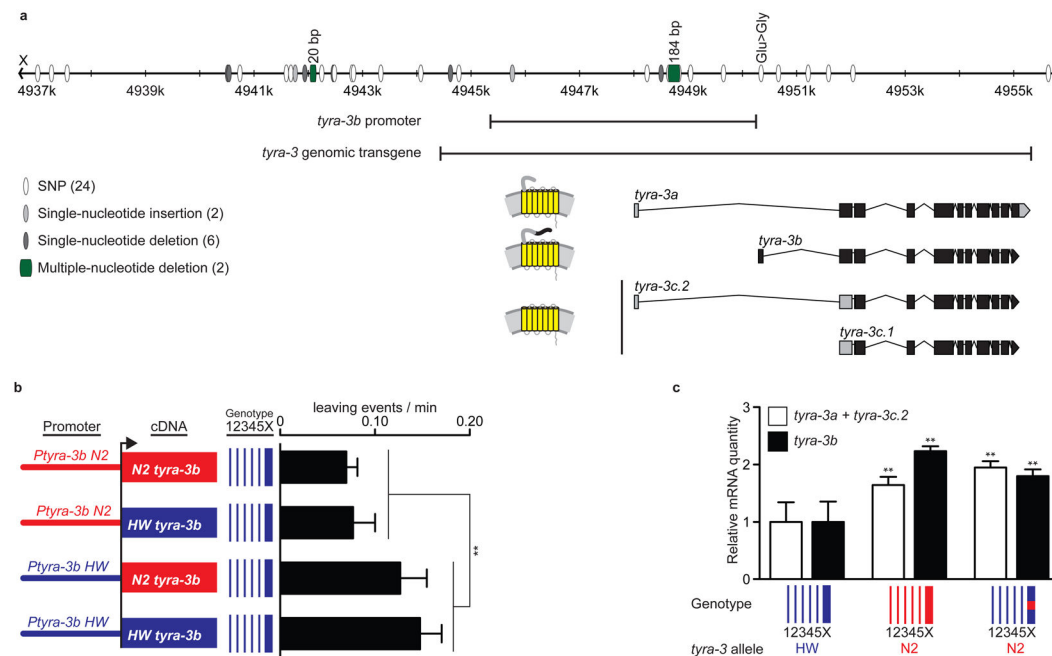 a
X
20 bp
184 bp
Glu>Gly
4937k 4939k 4941k 4943k 4945k 4947k 4949k 4951k 4953k 4955k
tyra-3b promoter
tyra-3 genomic transgene
SNP (24)
Single-nucleotide insertion (2)
Single-nucleotide deletion (6)
Multiple-nucleotide deletion (2)
tyra-3a
tyra-3b
tyra-3c.2
tyra-3c.1
b
Promoter cDNA Genotype
12345X
leaving events / min
0 0.10 0.20
Ptyra-3b N2 N2 tyra-3b
Ptyra-3b N2 HW tyra-3b
Ptyra-3b HW N2 tyra-3b
Ptyra-3b HW HW tyra-3b
**
c
tyra-3a + tyra-3c.2
tyra-3b
Relative mRNA quantity
3
2
1
0
** ** ** **
Genotype
12345X 12345X 12345X
tyra-3 allele HW N2 N2